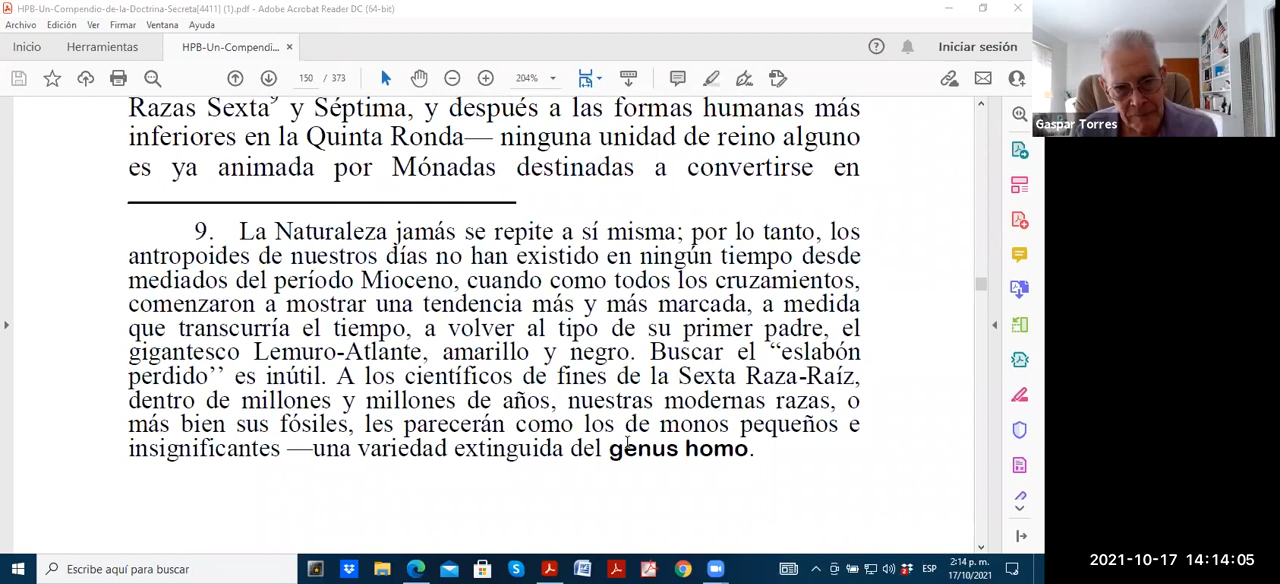 HPB-Un-Compendio-de-la-Doctrina-Secreta[4411] (1).pdf - Adobe Acrobat Reader DC (64-bit)
Archivo Edición Ver Firmar Ventana Ayuda
Inicio Herramientas HPB-Un-Compendi... × Iniciar sesión
150 / 373 204%
Razas Sexta⁹ y Séptima, y después a las formas humanas más
inferiores en la Quinta Ronda— ninguna unidad de reino alguno
es ya animada por Mónadas destinadas a convertirse en
9. La Naturaleza jamás se repite a sí misma; por lo tanto, los
antropoides de nuestros días no han existido en ningún tiempo desde
mediados del período Mioceno, cuando como todos los cruzamientos,
comenzaron a mostrar una tendencia más y más marcada, a medida
que transcurría el tiempo, a volver al tipo de su primer padre, el
gigantesco Lemuro-Atlante, amarillo y negro. Buscar el “eslabón
perdido’’ es inútil. A los científicos de fines de la Sexta Raza-Raíz,
dentro de millones y millones de años, nuestras modernas razas, o
más bien sus fósiles, les parecerán como los de monos pequeños e
insignificantes —una variedad extinguida del genus homo.
Gaspar Torres
Escribe aquí para buscar
ESP
2:14 p. m.
17/10/2021
2021-10-17 14:14:05